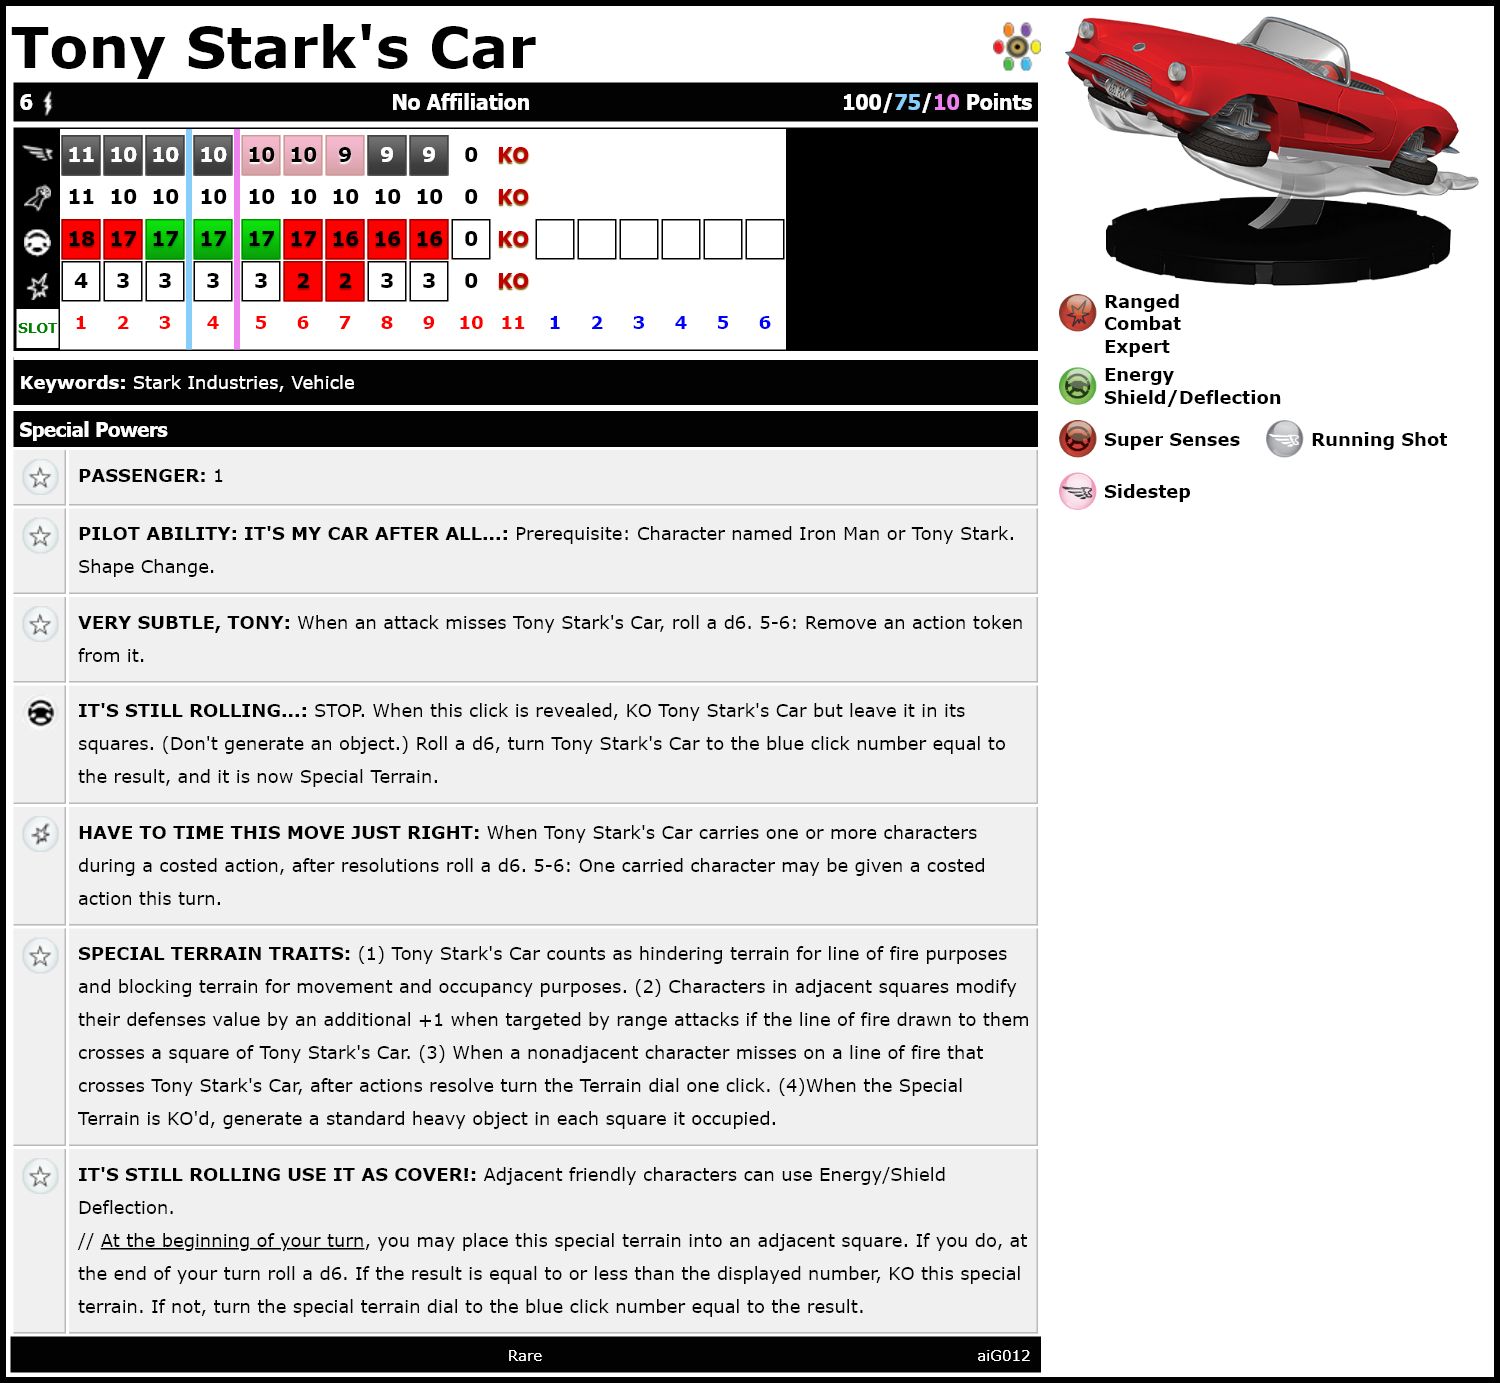 Tony Stark's Car
6 No Affiliation 100/75/10 Points
11 10 10 10 10 10 9 9 9 0 KO
11 10 10 10 10 10 10 10 10 0 KO
18 17 17 17 17 17 16 16 16 0 KO
4 3 3 3 3 2 2 3 3 0 KO
SLOT 1 2 3 4 5 6 7 8 9 10 11 1 2 3 4 5 6
Keywords: Stark Industries, Vehicle
Special Powers
PASSENGER: 1
PILOT ABILITY: IT'S MY CAR AFTER ALL...: Prerequisite: Character named Iron Man or Tony Stark.
Shape Change.
VERY SUBTLE, TONY: When an attack misses Tony Stark's Car, roll a d6. 5-6: Remove an action token
from it.
IT'S STILL ROLLING...: STOP. When this click is revealed, KO Tony Stark's Car but leave it in its
squares. (Don't generate an object.) Roll a d6, turn Tony Stark's Car to the blue click number equal to
the result, and it is now Special Terrain.
HAVE TO TIME THIS MOVE JUST RIGHT: When Tony Stark's Car carries one or more characters
during a costed action, after resolutions roll a d6. 5-6: One carried character may be given a costed
action this turn.
SPECIAL TERRAIN TRAITS: (1) Tony Stark's Car counts as hindering terrain for line of fire purposes
and blocking terrain for movement and occupancy purposes. (2) Characters in adjacent squares modify
their defenses value by an additional +1 when targeted by range attacks if the line of fire drawn to them
crosses a square of Tony Stark's Car. (3) When a nonadjacent character misses on a line of fire that
crosses Tony Stark's Car, after actions resolve turn the Terrain dial one click. (4)When the Special
Terrain is KO'd, generate a standard heavy object in each square it occupied.
IT'S STILL ROLLING USE IT AS COVER!: Adjacent friendly characters can use Energy/Shield
Deflection.
// At the beginning of your turn, you may place this special terrain into an adjacent square. If you do, at
the end of your turn roll a d6. If the result is equal to or less than the displayed number, KO this special
terrain. If not, turn the special terrain dial to the blue click number equal to the result.
Rare aiG012
Ranged
Combat
Expert
Energy
Shield/Deflection
Super Senses Running Shot
Sidestep